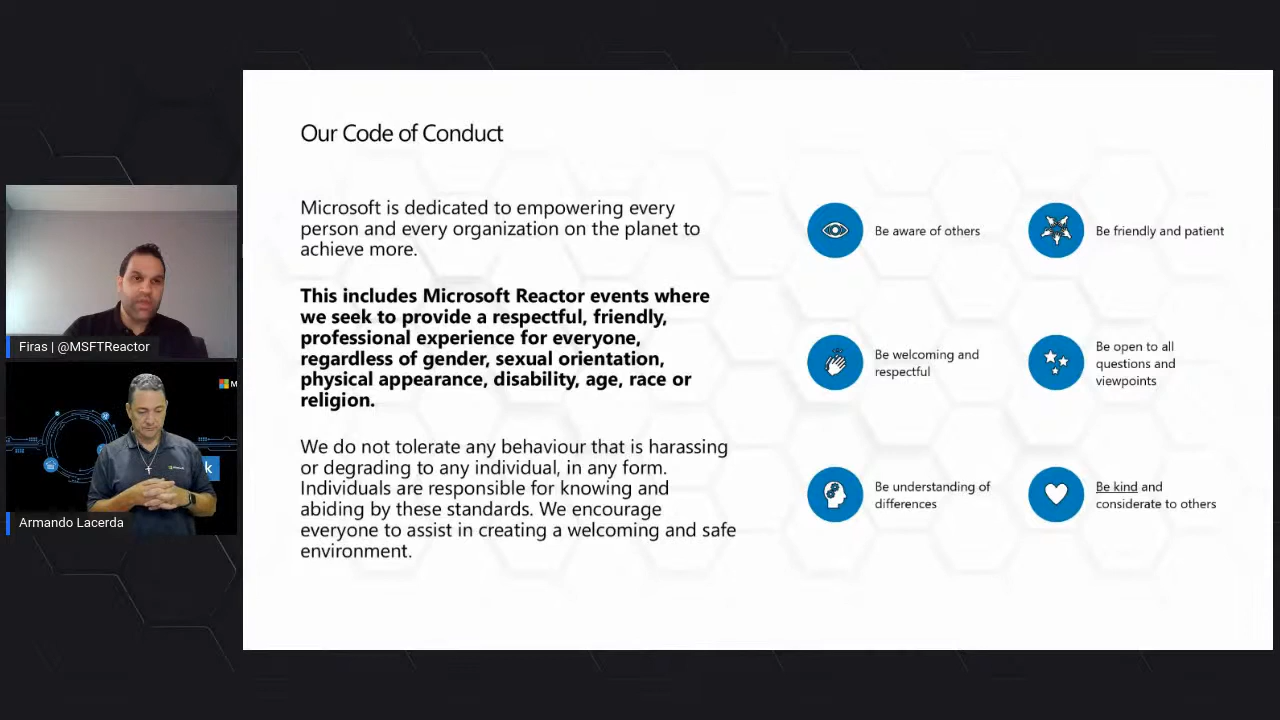 Our Code of Conduct
Microsoft is dedicated to empowering every
person and every organization on the planet to
achieve more.
This includes Microsoft Reactor events where
we seek to provide a respectful, friendly,
professional experience for everyone,
regardless of gender, sexual orientation,
physical appearance, disability, age, race or
religion.
We do not tolerate any behaviour that is harassing
or degrading to any individual, in any form.
Individuals are responsible for knowing and
abiding by these standards. We encourage
everyone to assist in creating a welcoming and safe
environment.
Be aware of others
Be friendly and patient
Be welcoming and
respectful
Be open to all
questions and
viewpoints
Be understanding of
differences
Be kind and
considerate to others
Firas | @MSFTReactor
M
k
Armando Lacerda